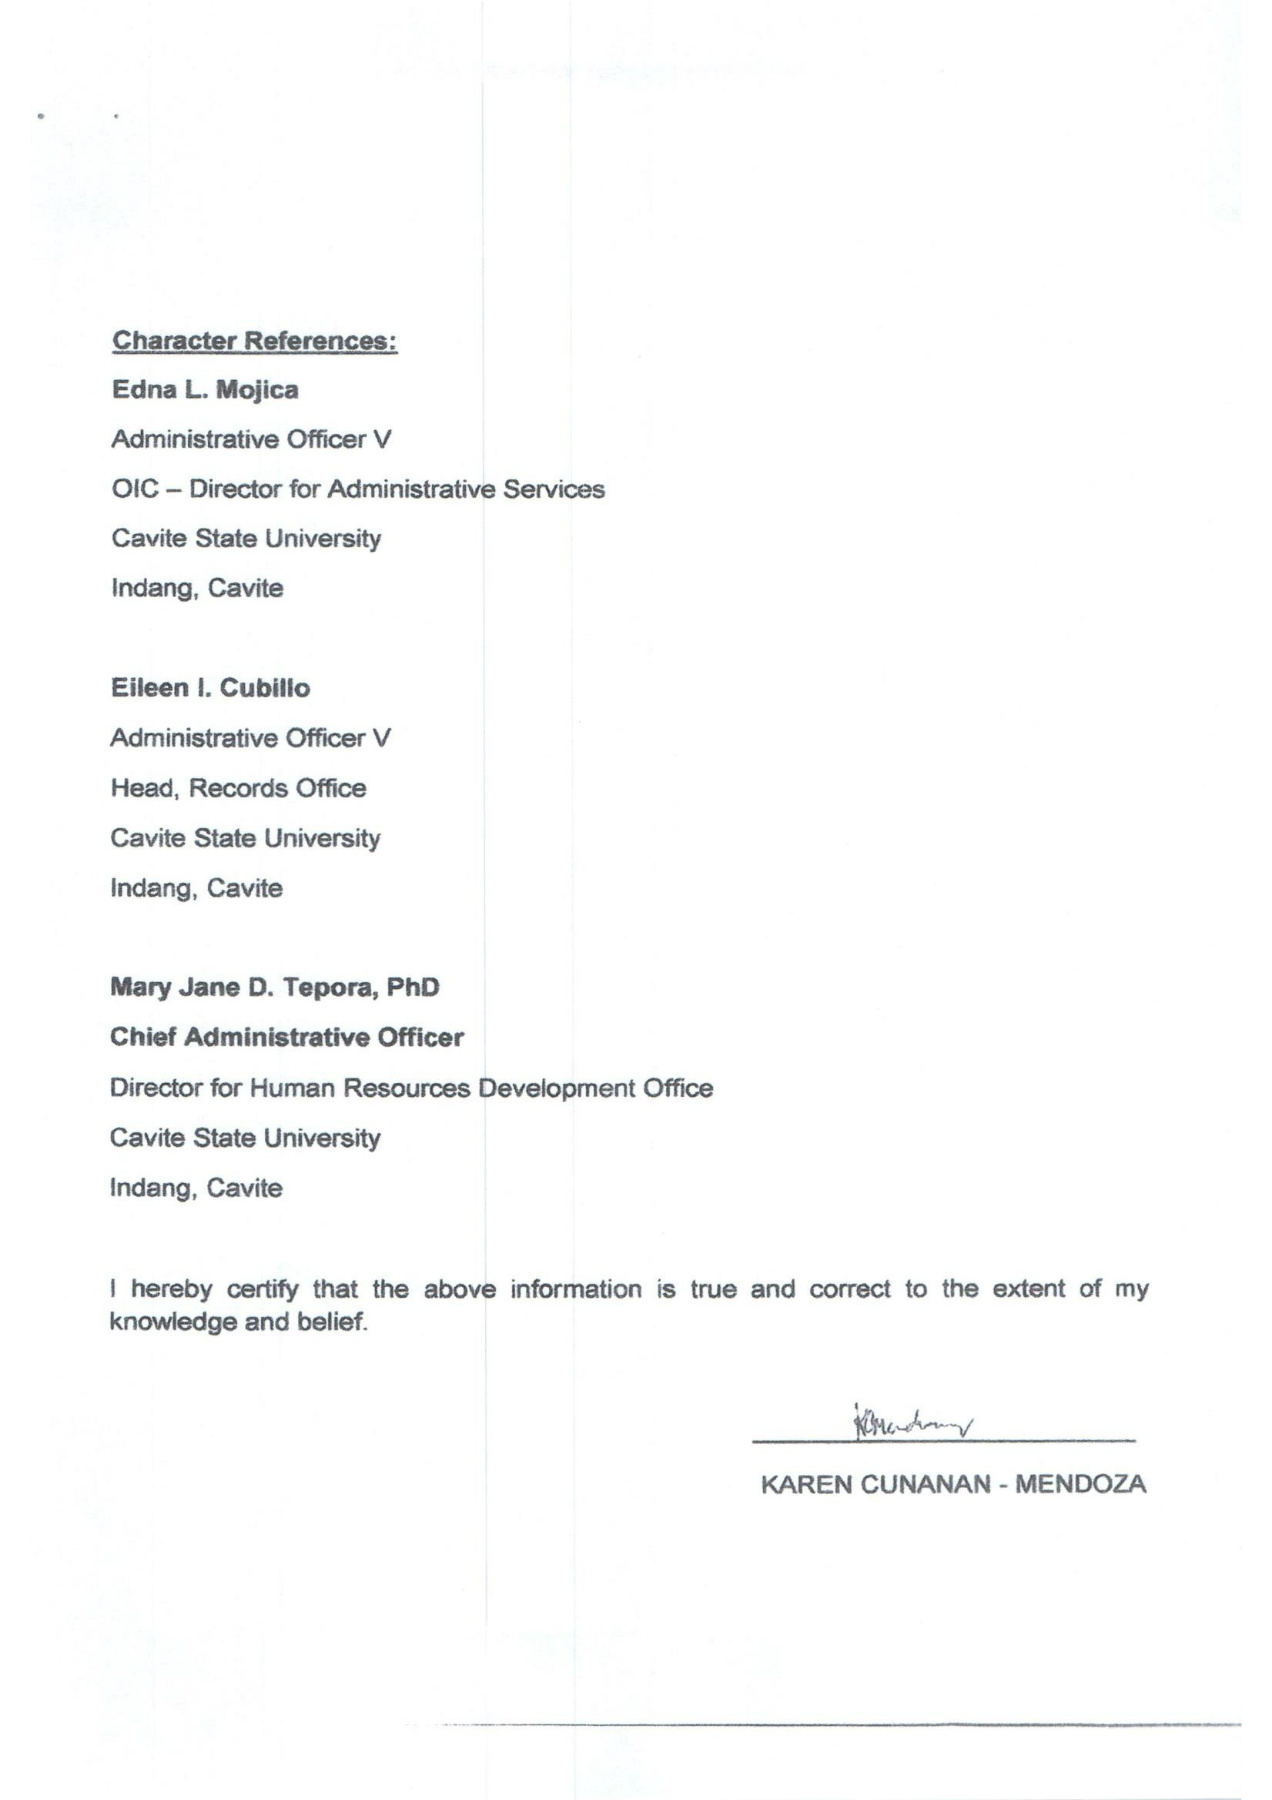 Character References:
Edna L. Mojica
Administrative Officer V
OIC – Director for Administrative Services
Cavite State University
Indang, Cavite
Eileen I. Cubillo
Administrative Officer V
Head, Records Office
Cavite State University
Indang, Cavite
Mary Jane D. Tepora, PhD
Chief Administrative Officer
Director for Human Resources Development Office
Cavite State University
Indang, Cavite
I hereby certify that the above information is true and correct to the extent of my
knowledge and belief.
KAREN CUNANAN - MENDOZA